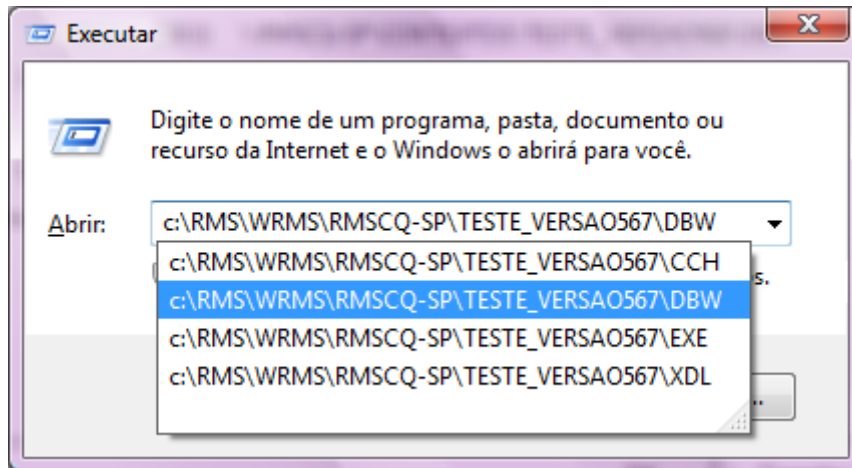 Executar
Digite o nome de um programa, pasta, documento ou
recurso da Internet e o Windows o abrirá para você.
Abrir:
c:\RMS\WRMS\RMSCQ-SP\TESTE_VERSAO567\DBW
c:\RMS\WRMS\RMSCQ-SP\TESTE_VERSAO567\CCH
s.
c:\RMS\WRMS\RMSCQ-SP\TESTE_VERSAO567\DBW
c:\RMS\WRMS\RMSCQ-SP\TESTE_VERSAO567\EXE
c:\RMS\WRMS\RMSCQ-SP\TESTE_VERSAO567\XDL
..